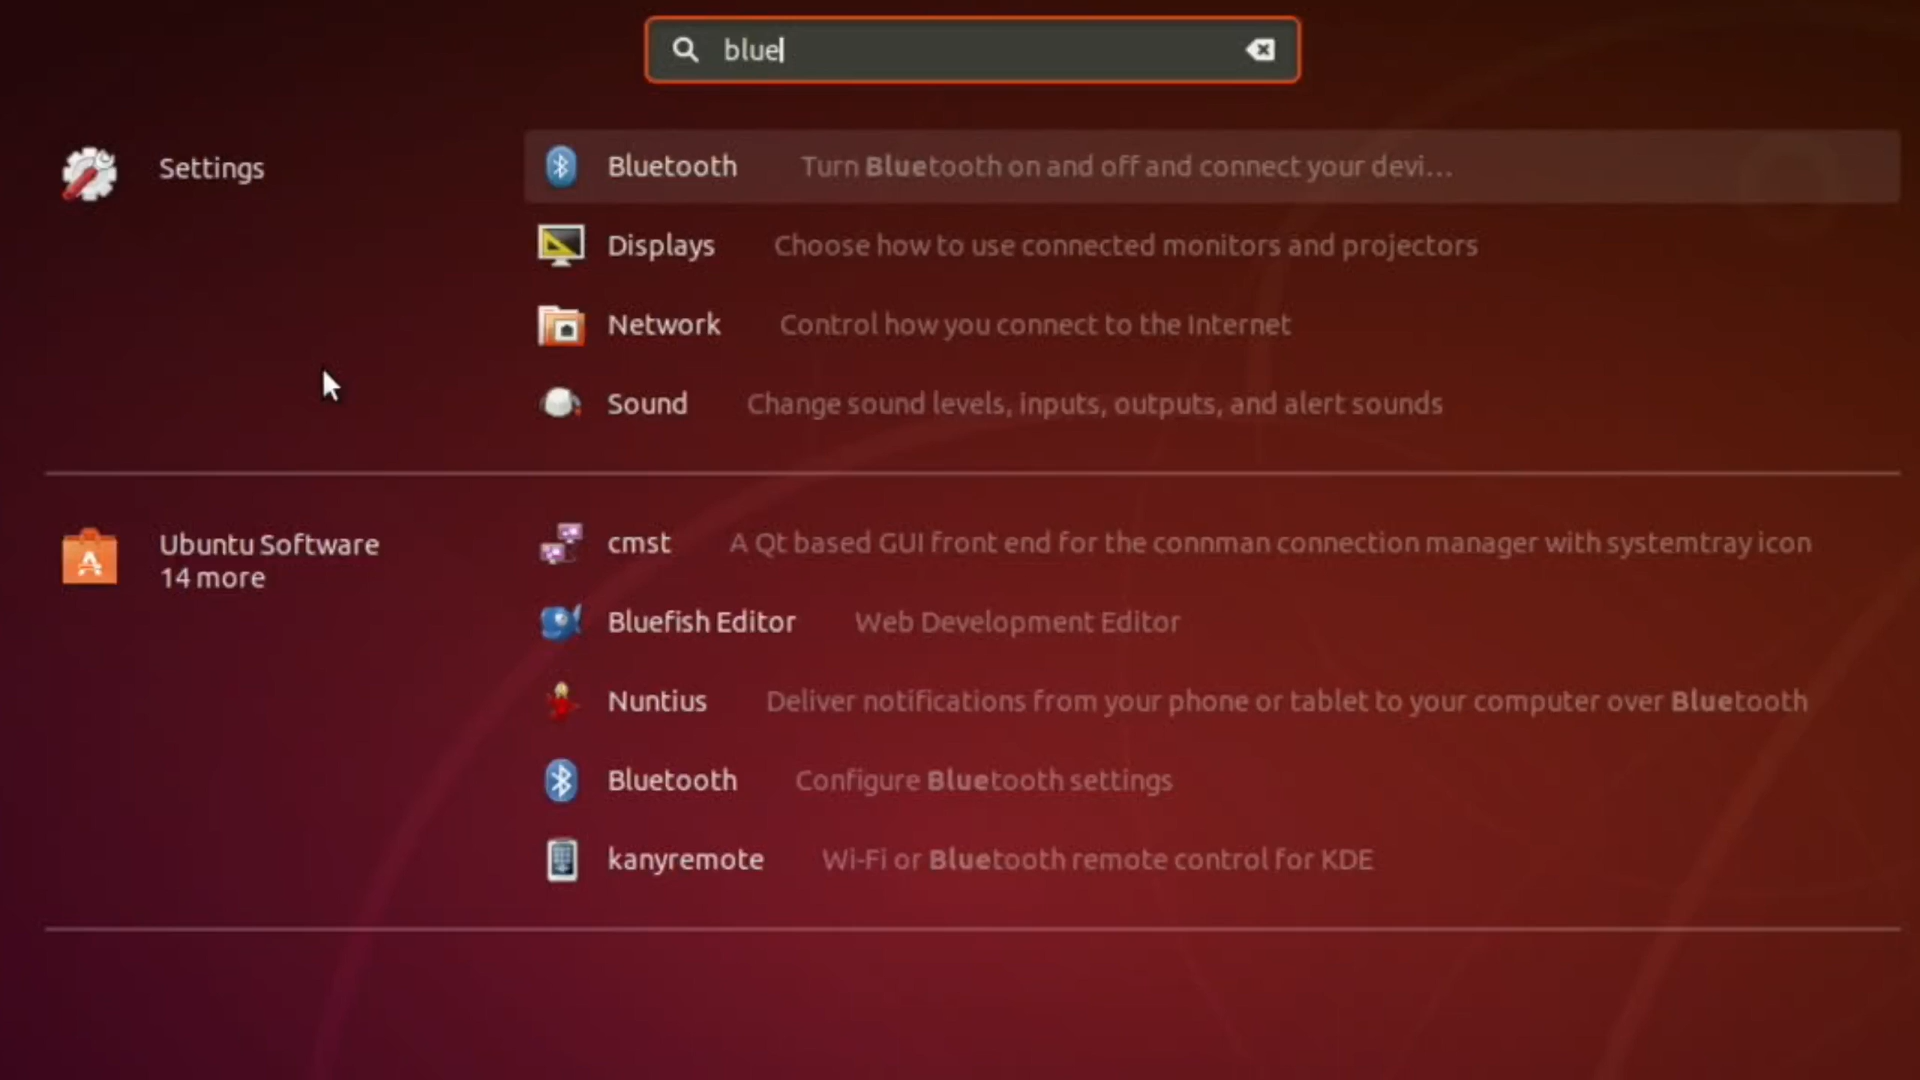 blue
Settings
Bluetooth Turn Bluetooth on and off and connect your devi...
Displays Choose how to use connected monitors and projectors
Network Control how you connect to the Internet
Sound Change sound levels, inputs, outputs, and alert sounds
Ubuntu Software
14 more
cmst A Qt based GUI front end for the connman connection manager with systemtray icon
Bluefish Editor Web Development Editor
Nuntius Deliver notifications from your phone or tablet to your computer over Bluetooth
Bluetooth Configure Bluetooth settings
kanyremote Wi-Fi or Bluetooth remote control for KDE